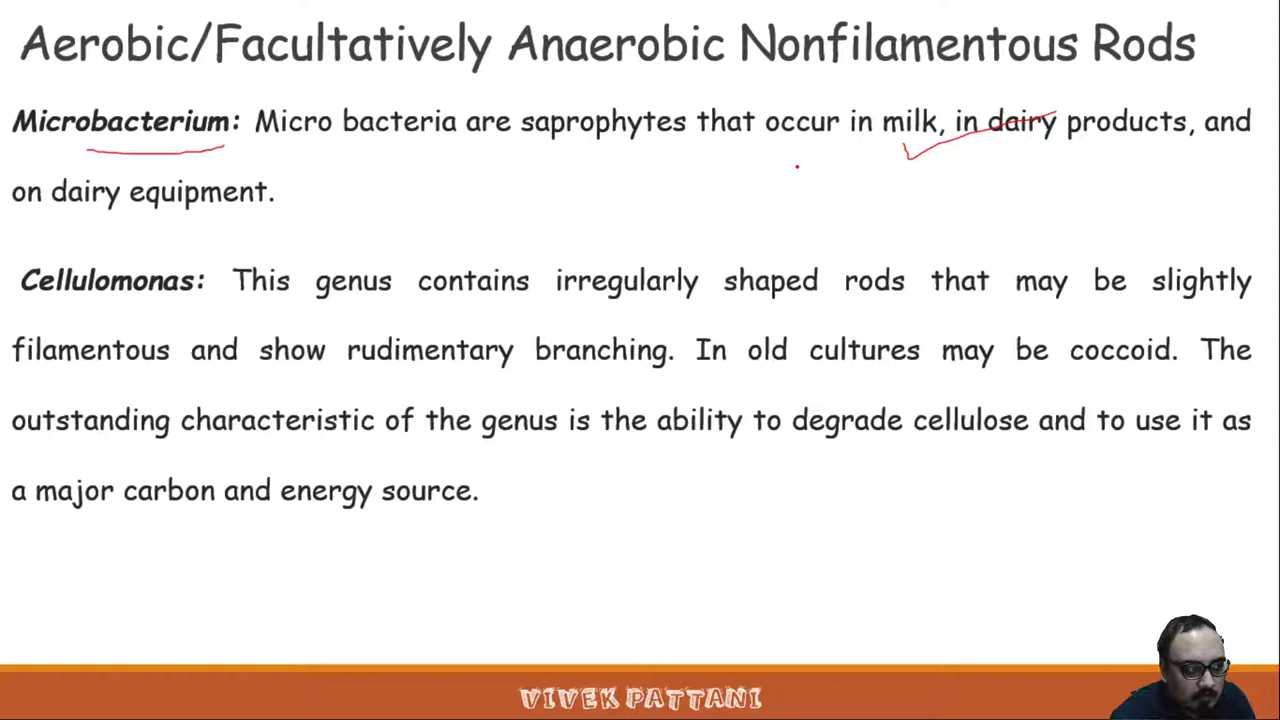 Aerobic/Facultatively Anaerobic Nonfilamentous Rods
Microbacterium: Micro bacteria are saprophytes that occur in milk, in dairy products, and
on dairy equipment.
Cellulomonas: This genus contains irregularly shaped rods that may be slightly
filamentous and show rudimentary branching. In old cultures may be coccoid. The
outstanding characteristic of the genus is the ability to degrade cellulose and to use it as
a major carbon and energy source.
VIVEK PATTANI